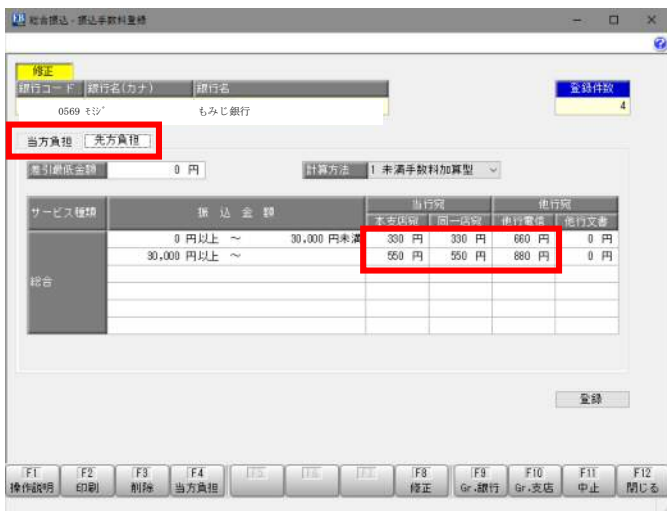 総合振込 - 振込手数料登録
修正
銀行コード 銀行名(カナ) 銀行名 登録件数
0569 ﾓﾐｼﾞ もみじ銀行 4
当方負担 先方負担
差引最低金額 0 円 計算方法 1 未満手数料加算型
サービス種類 振 込 金 額 当行宛 他行宛
本支店宛 同一店宛 他行電信 他行文書
総合
0 円以上 ~ 30,000 円未満 330 円 330 円 660 円 0 円
30,000 円以上 ~ 550 円 550 円 880 円 0 円
登録
F1 F2 F3 F4 F5 F6 F7 F8 F9 F10 F11 F12
操作説明 印刷 削除 当方負担 修正 Gr.銀行 Gr.支店 中止 閉じる